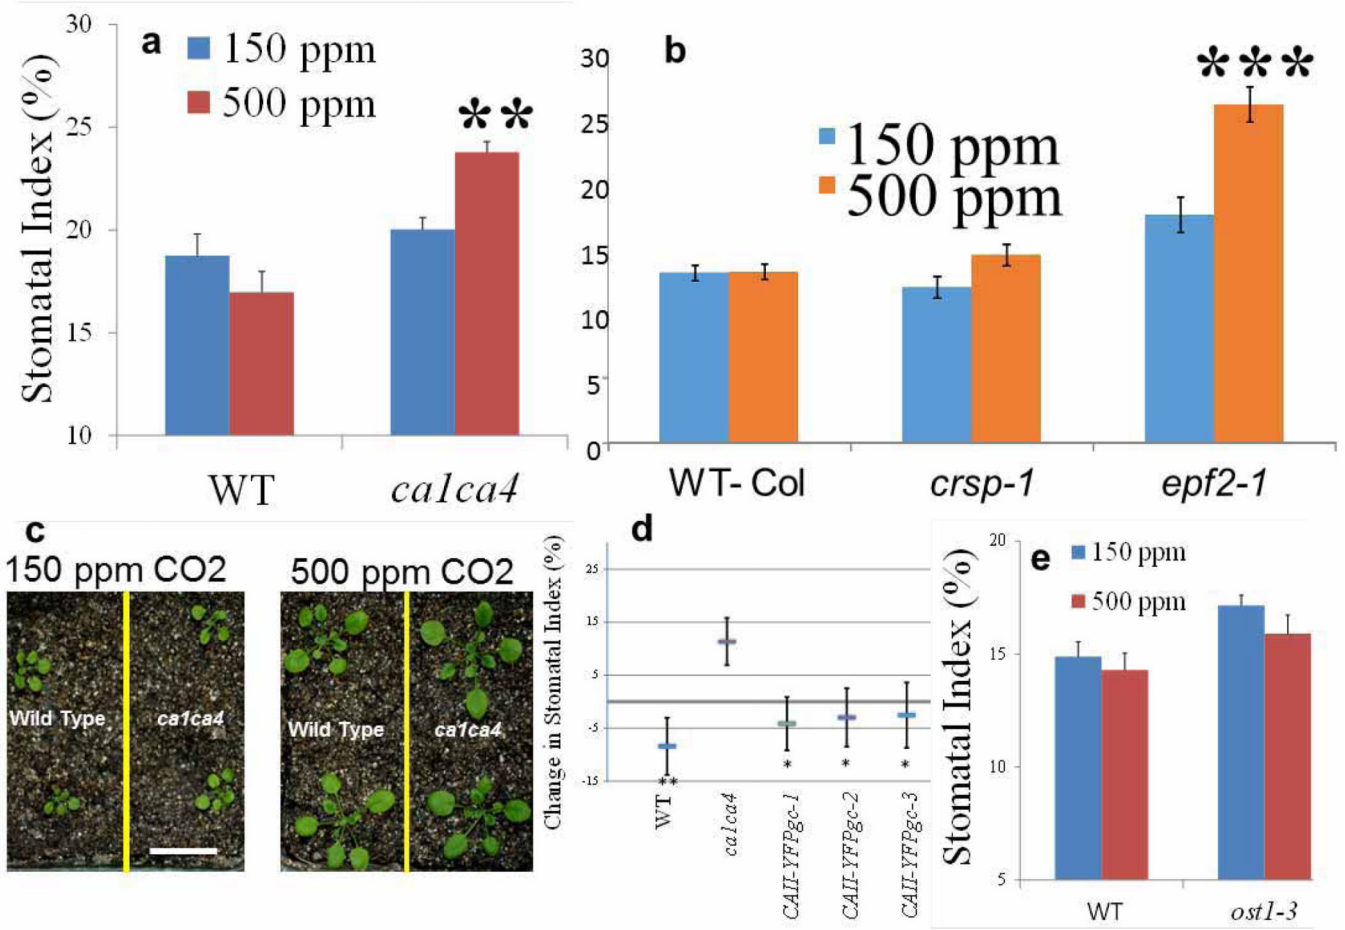 a
150 ppm
500 ppm
**
Stomatal Index (%)
30
25
20
15
10
WT
ca1ca4
b
150 ppm
500 ppm
***
30
25
20
15
10
5
0
WT- Col
crsp-1
epf2-1
c
150 ppm CO2
500 ppm CO2
Wild Type
ca1ca4
Wild Type
ca1ca4
d
Change in Stomatal Index (%)
25
15
5
-5
-15
**
*
*
*
WT
ca1ca4
CAII-YFPgc-1
CAII-YFPgc-2
CAII-YFPgc-3
e
150 ppm
500 ppm
Stomatal Index (%)
20
15
10
5
WT
ost1-3